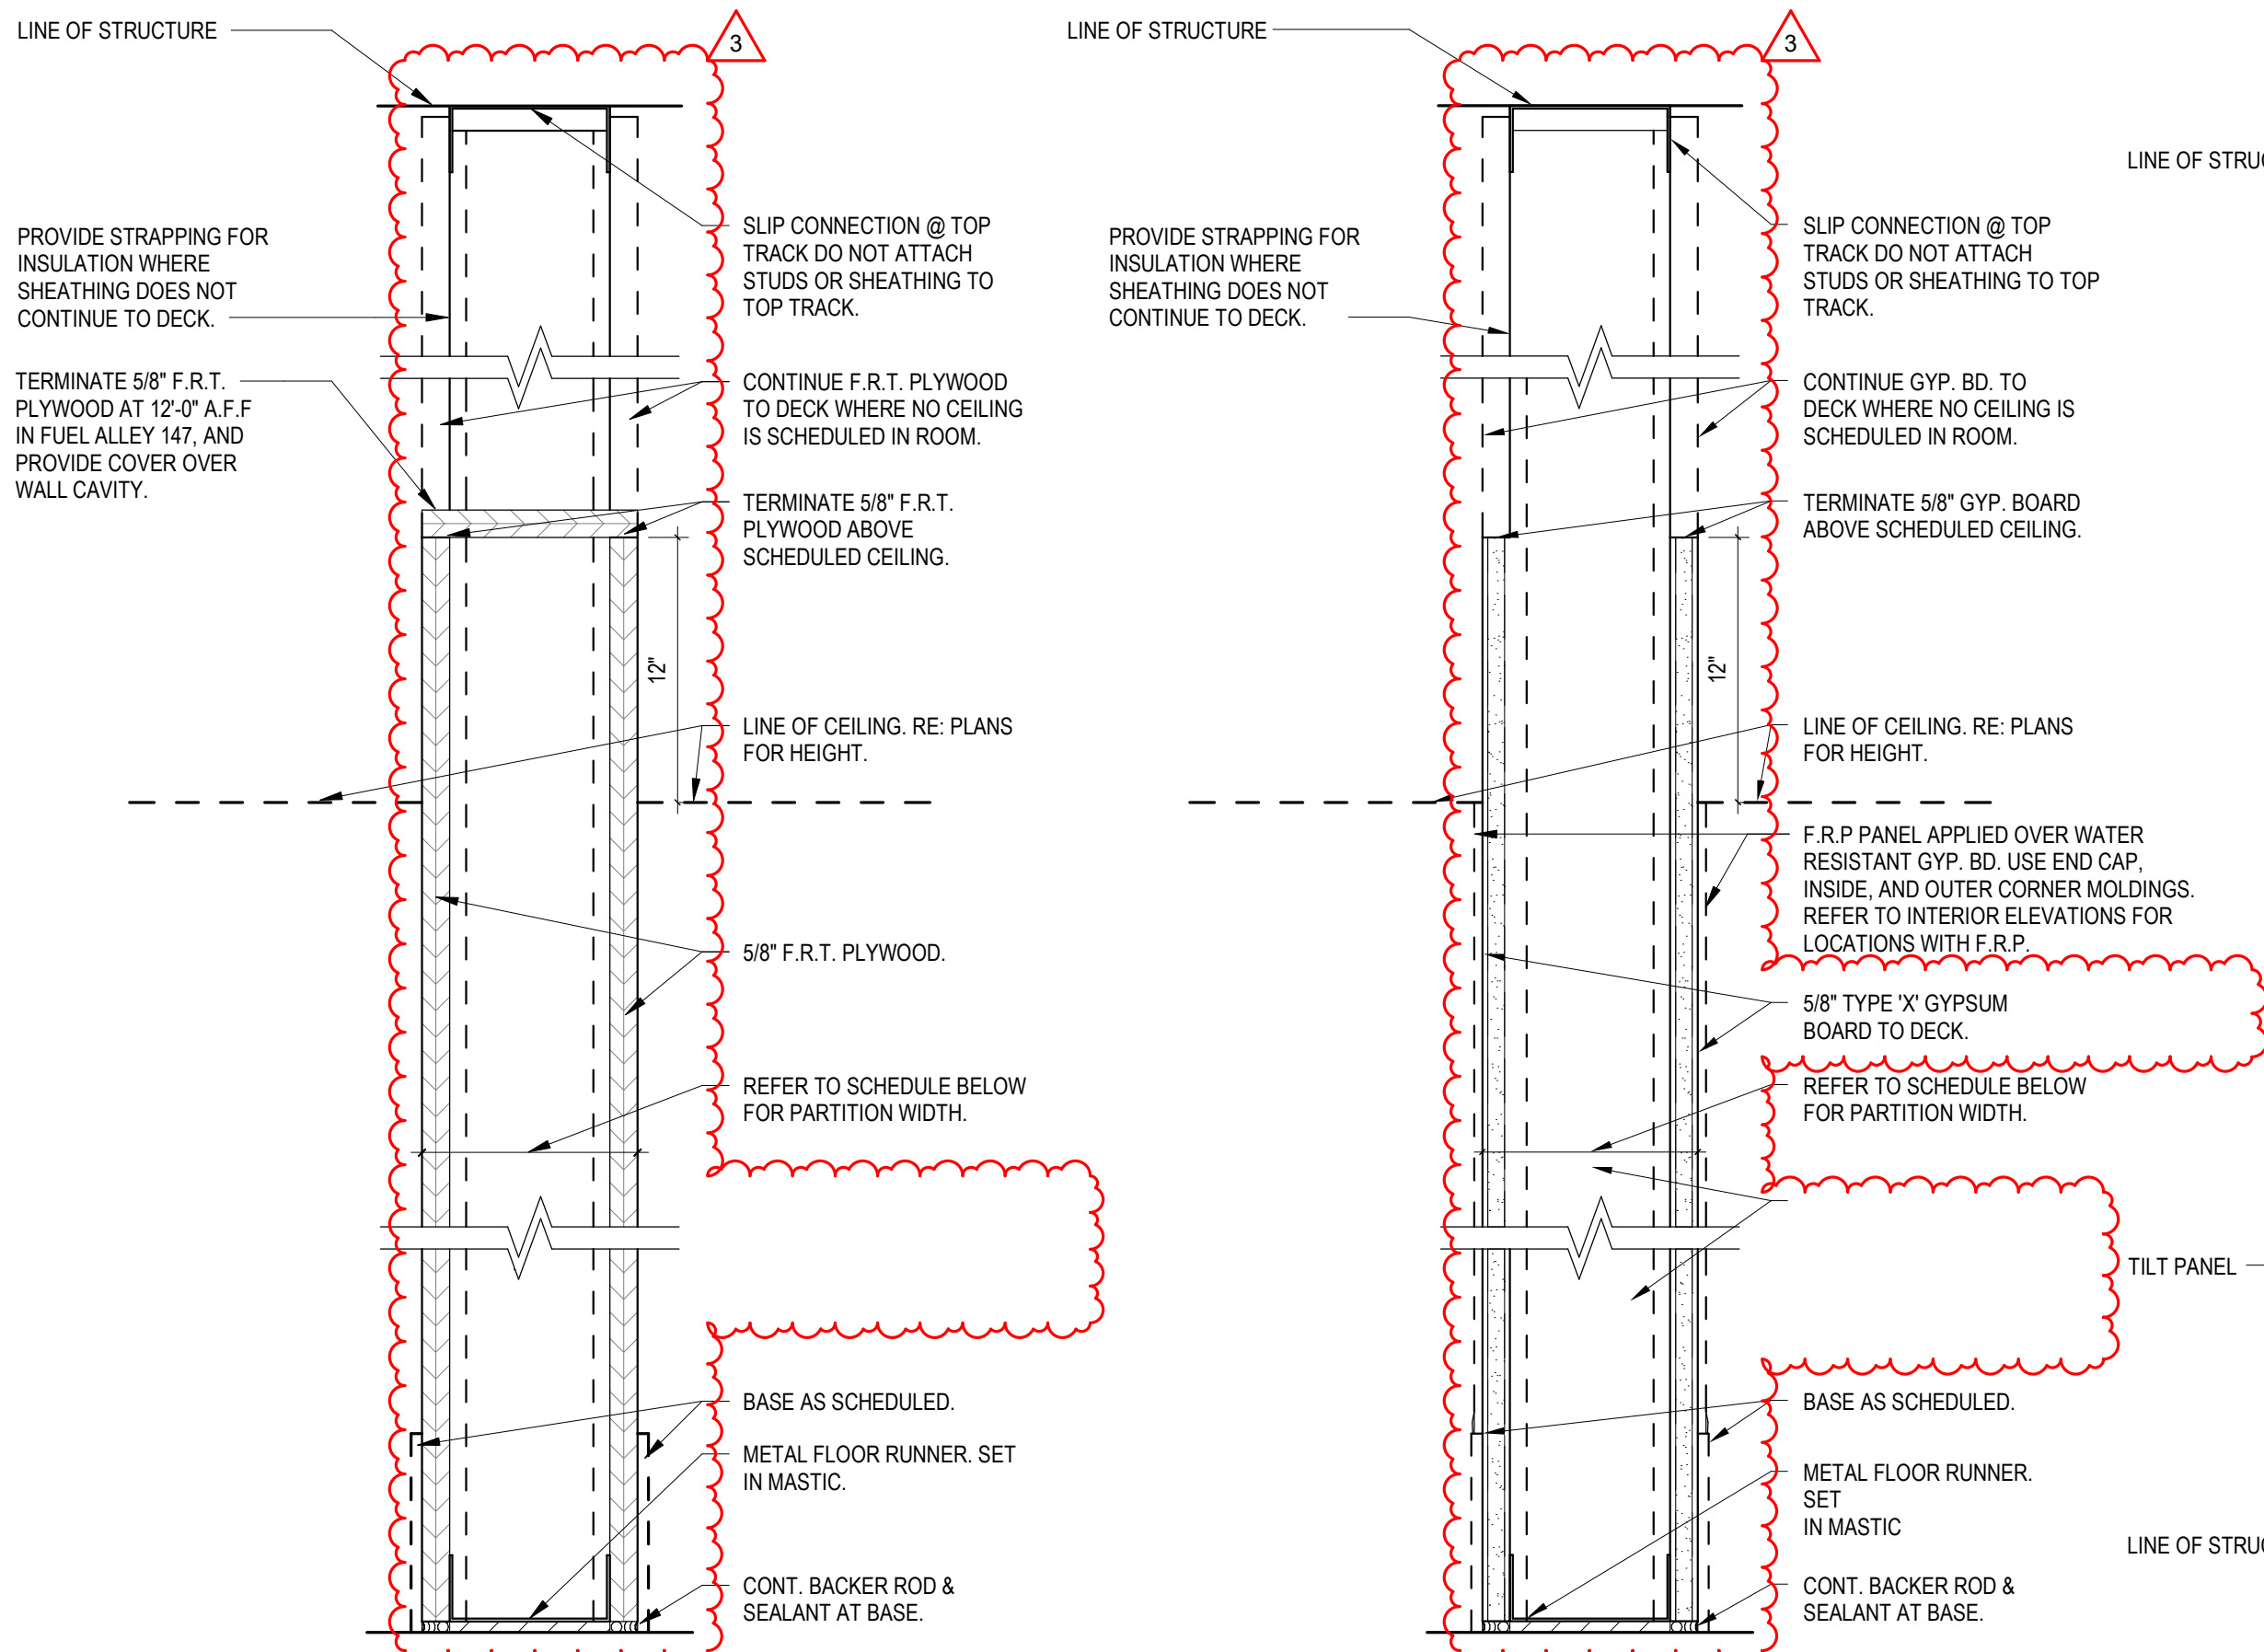 LINE OF STRUCTURE
3
PROVIDE STRAPPING FOR
INSULATION WHERE
SHEATHING DOES NOT
CONTINUE TO DECK.
TERMINATE 5/8" F.R.T.
PLYWOOD AT 12'-0" A.F.F
IN FUEL ALLEY 147, AND
PROVIDE COVER OVER
WALL CAVITY.
SLIP CONNECTION @ TOP
TRACK DO NOT ATTACH
STUDS OR SHEATHING TO
TOP TRACK.
CONTINUE F.R.T. PLYWOOD
TO DECK WHERE NO CEILING
IS SCHEDULED IN ROOM.
TERMINATE 5/8" F.R.T.
PLYWOOD ABOVE
SCHEDULED CEILING.
12"
LINE OF CEILING. RE: PLANS
FOR HEIGHT.
5/8" F.R.T. PLYWOOD.
REFER TO SCHEDULE BELOW
FOR PARTITION WIDTH.
BASE AS SCHEDULED.
METAL FLOOR RUNNER. SET
IN MASTIC.
CONT. BACKER ROD &
SEALANT AT BASE.
LINE OF STRUCTURE
3
PROVIDE STRAPPING FOR
INSULATION WHERE
SHEATHING DOES NOT
CONTINUE TO DECK.
SLIP CONNECTION @ TOP
TRACK DO NOT ATTACH
STUDS OR SHEATHING TO TOP
TRACK.
CONTINUE GYP. BD. TO
DECK WHERE NO CEILING IS
SCHEDULED IN ROOM.
TERMINATE 5/8" GYP. BOARD
ABOVE SCHEDULED CEILING.
12"
LINE OF CEILING. RE: PLANS
FOR HEIGHT.
F.R.P PANEL APPLIED OVER WATER
RESISTANT GYP. BD. USE END CAP,
INSIDE, AND OUTER CORNER MOLDINGS.
REFER TO INTERIOR ELEVATIONS FOR
LOCATIONS WITH F.R.P.
5/8" TYPE 'X' GYPSUM
BOARD TO DECK.
REFER TO SCHEDULE BELOW
FOR PARTITION WIDTH.
BASE AS SCHEDULED.
METAL FLOOR RUNNER.
SET
IN MASTIC
CONT. BACKER ROD &
SEALANT AT BASE.
LINE OF STRUC
TILT PANEL
LINE OF STRUC